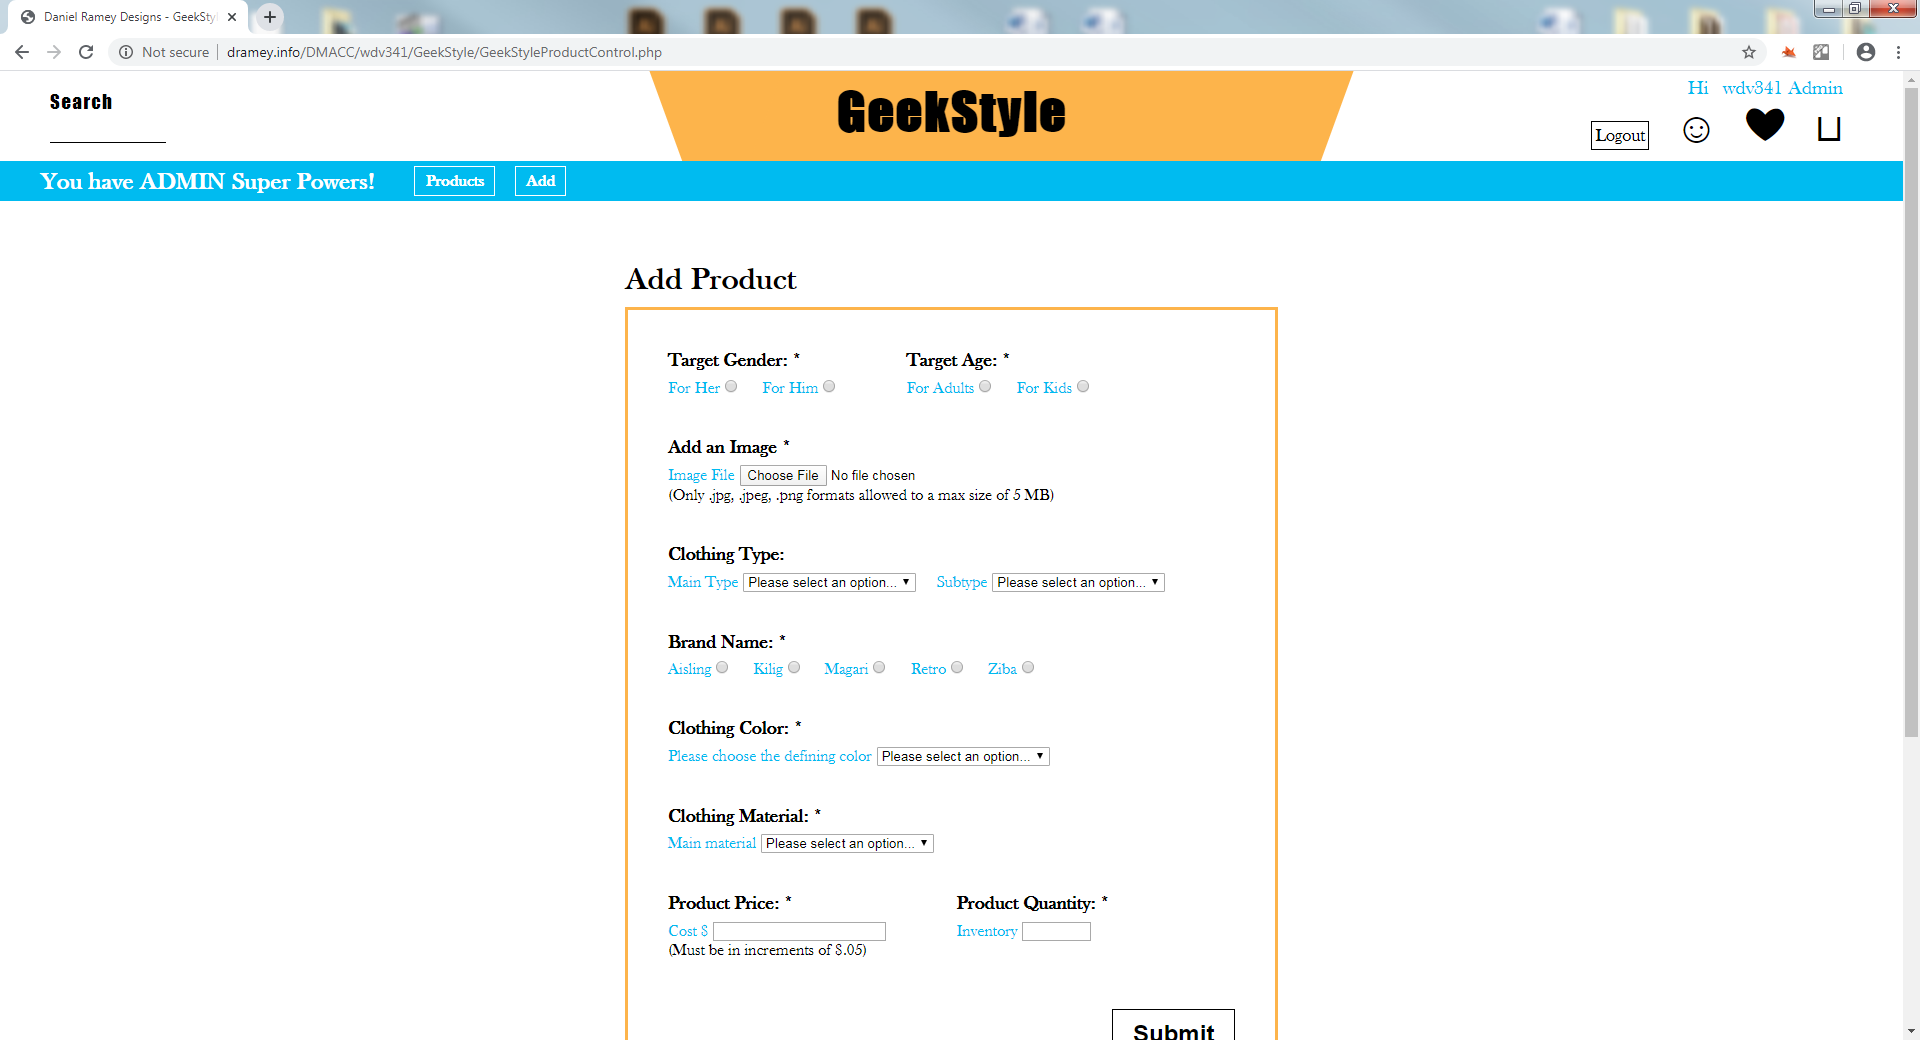 Daniel Ramey Designs - GeekStyl
Not secure | dramey.info/DMACC/wdv341/GeekStyle/GeekStyleProductControl.php
Search
GeekStyle
Hi wdv341 Admin
Logout
You have ADMIN Super Powers! Products Add
Add Product
Target Gender: * Target Age: *
For Her For Him For Adults For Kids
Add an Image *
Image File Choose File No file chosen
(Only .jpg, .jpeg, .png formats allowed to a max size of 5 MB)
Clothing Type:
Main Type Please select an option... Subtype Please select an option...
Brand Name: *
Aisling Kilig Magari Retro Ziba
Clothing Color: *
Please choose the defining color Please select an option...
Clothing Material: *
Main material Please select an option...
Product Price: * Product Quantity: *
Cost $ Inventory
(Must be in increments of $.05)
Submit